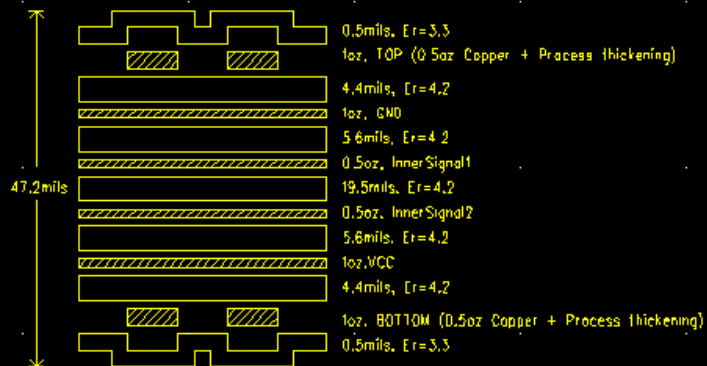 0.5mils, Er=3.3
1oz, TOP (0.5oz Copper + Process thickening)
4.4mils, Er=4.2
1oz, GND
5.6mils, Er=4.2
0.5oz, InnerSignal1
47.2mils
19.5mils, Er=4.2
0.5oz, InnerSignal2
5.6mils, Er=4.2
1oz,VCC
4.4mils, Er=4.2
1oz, BOTTOM (0.5oz Copper + Process thickening)
0.5mils, Er=3.3